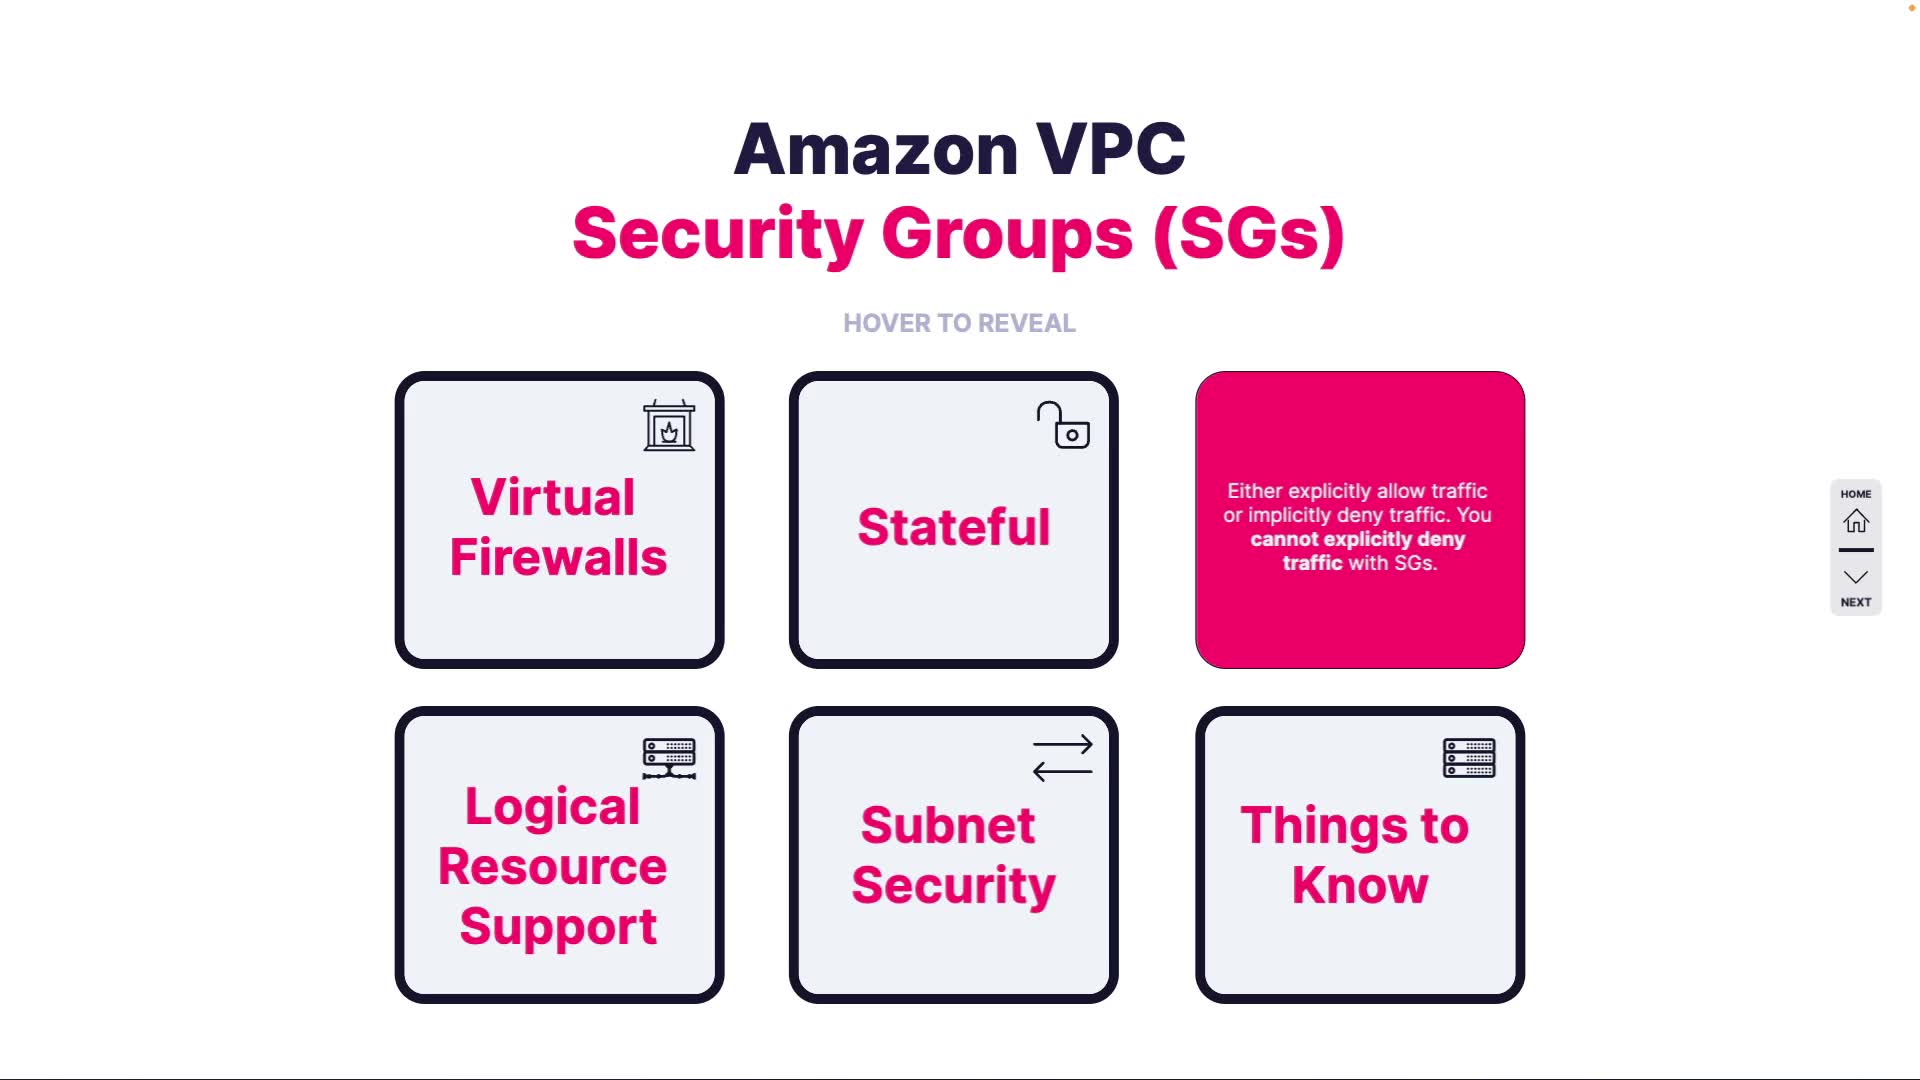 Amazon VPC
Security Groups (SGs)
HOVER TO REVEAL
Virtual
Firewalls
Stateful
Either explicitly allow traffic
or implicitly deny traffic. You
cannot explicitly deny
traffic with SGs.
Logical
Resource
Support
Subnet
Security
Things to
Know
HOME
NEXT